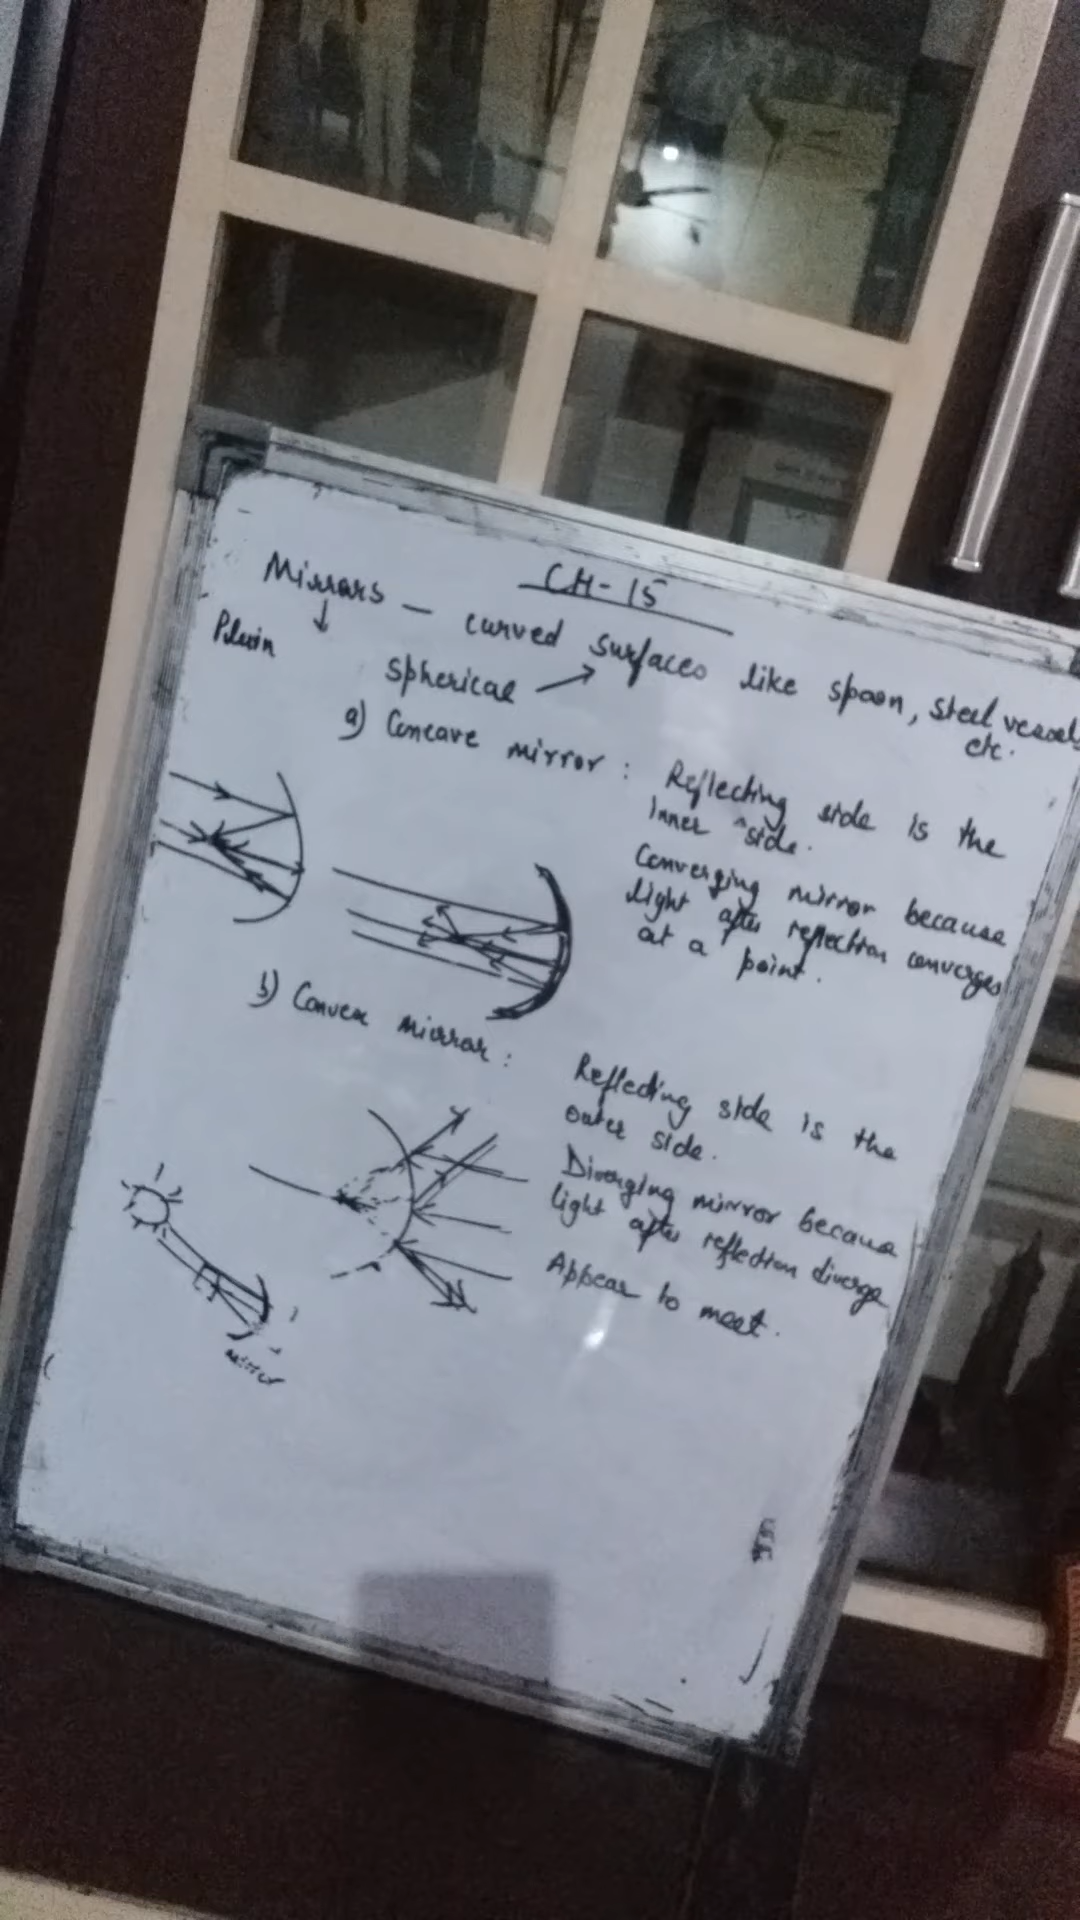 CH-15
Mirrors - curved surfaces like spoon, steel vessels
etc.
↓
spherical →
a) Concave mirror : Reflecting side is the
inner ^side.
Converging mirror because
light after reflection converges
at a point.
b) Convex mirror : Reflecting side is the
outer side.
Diverging mirror because
light after reflection diverge
Appear to meet.
mirror